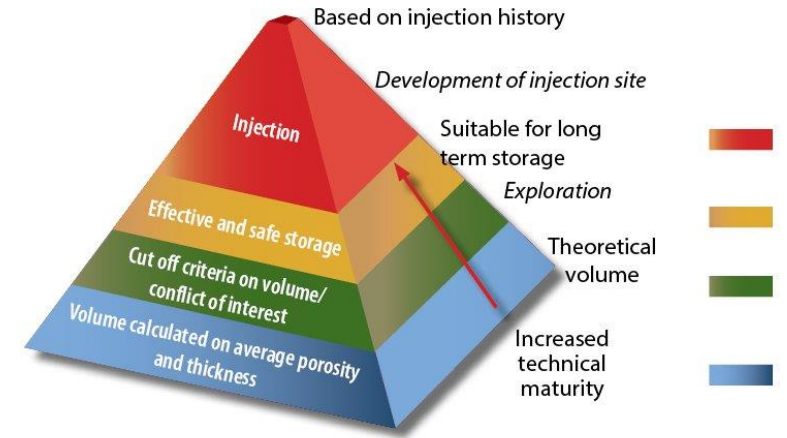 Based on injection history
Development of injection site
Injection
Suitable for long
term storage
Exploration
Effective and safe storage
Theoretical
volume
Cut off criteria on volume/
conflict of interest
Volume calculated on average porosity
and thickness
Increased
technical
maturity